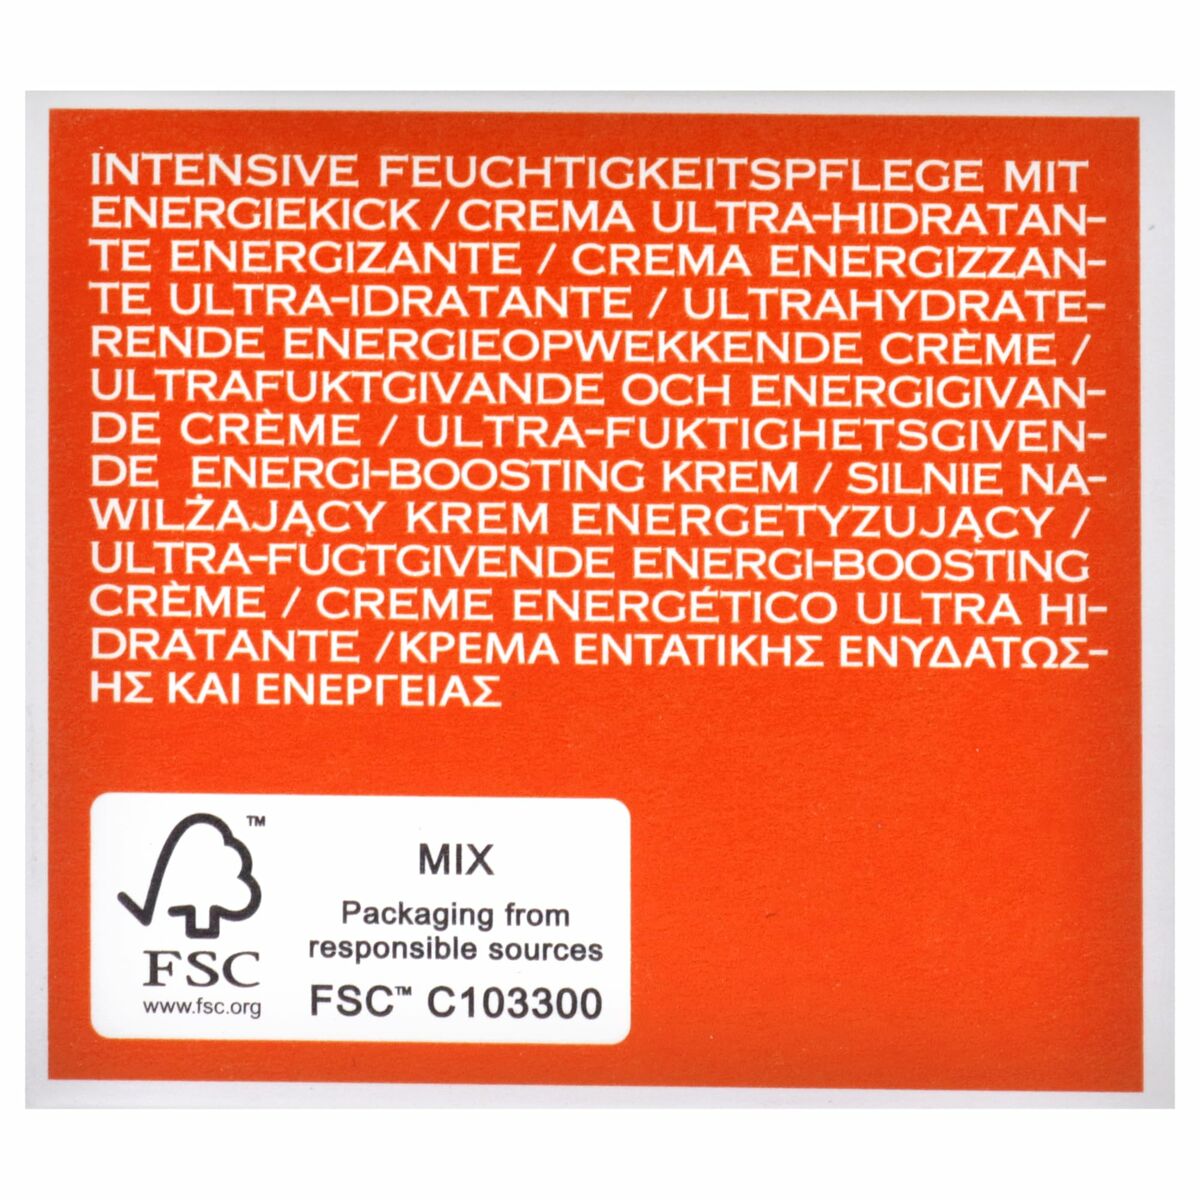 INTENSIVE FEUCHTIGKEITSPFLEGE MIT
ENERGIEKICK / CREMA ULTRA-HIDRATAN-
TE ENERGIZANTE / CREMA ENERGIZZAN-
TE ULTRA-IDRATANTE / ULTRAHYDRATE-
RENDE ENERGIEOPWEKKENDE CRÈME /
ULTRAFUKTGIVANDE OCH ENERGIGIVAN-
DE CRÈME / ULTRA-FUKTIGHETSGIVEN-
DE ENERGI-BOOSTING KREM / SILNIE NA-
WILŻAJĄCY KREM ENERGETYZUJĄCY /
ULTRA-FUGTGIVENDE ENERGI-BOOSTING
CRÈME / CREME ENERGÉTICO ULTRA HI-
DRATANTE /ΚΡΕΜΑ ΕΝΤΑΤΙΚΗΣ ΕΝΥΔΑΤΩΣ-
ΗΣ ΚΑΙ ΕΝΕΡΓΕΙΑΣ
™
FSC
www.fsc.org
MIX
Packaging from
responsible sources
FSC™ C103300